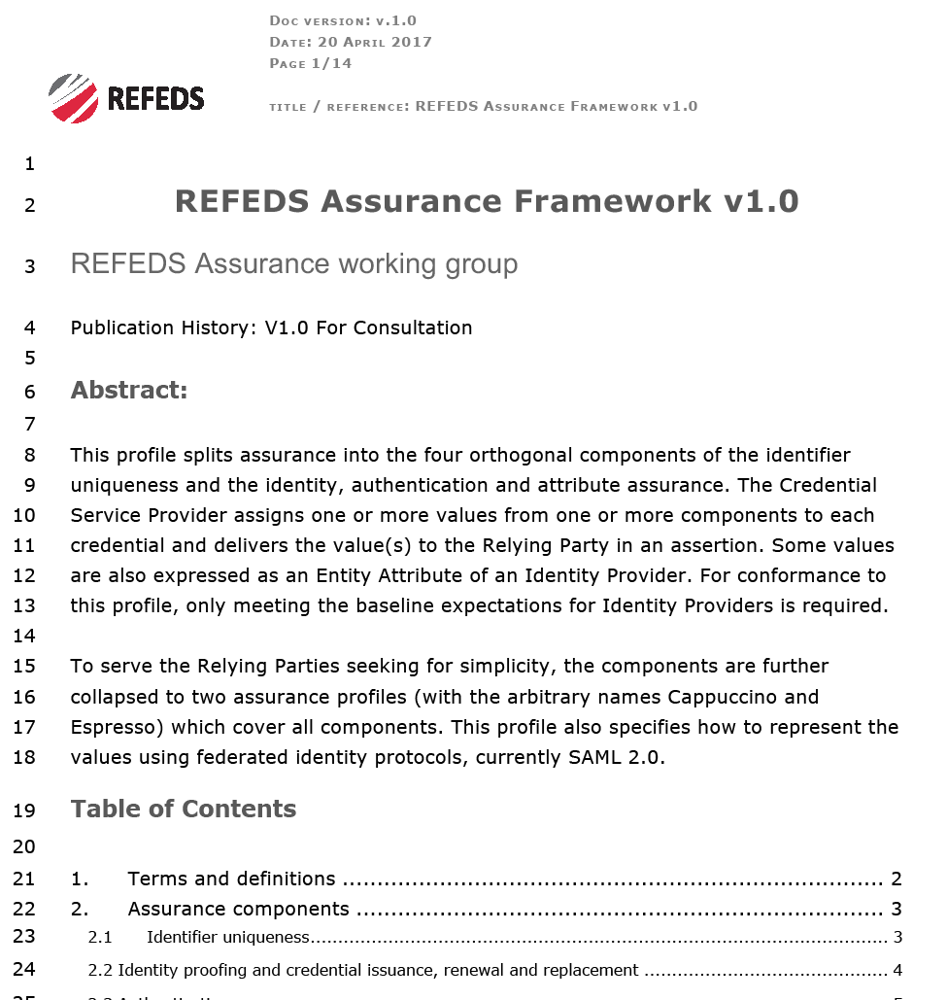 DOC VERSION: V.1.0
DATE: 20 APRIL 2017
PAGE 1/14
REFEDS
TITLE / REFERENCE: REFEDS ASSURANCE FRAMEWORK V1.0
1
2 REFEDS Assurance Framework v1.0
3 REFEDS Assurance working group
4 Publication History: V1.0 For Consultation
5
6 Abstract:
7
8 This profile splits assurance into the four orthogonal components of the identifier
9 uniqueness and the identity, authentication and attribute assurance. The Credential
10 Service Provider assigns one or more values from one or more components to each
11 credential and delivers the value(s) to the Relying Party in an assertion. Some values
12 are also expressed as an Entity Attribute of an Identity Provider. For conformance to
13 this profile, only meeting the baseline expectations for Identity Providers is required.
14
15 To serve the Relying Parties seeking for simplicity, the components are further
16 collapsed to two assurance profiles (with the arbitrary names Cappuccino and
17 Espresso) which cover all components. This profile also specifies how to represent the
18 values using federated identity protocols, currently SAML 2.0.
19 Table of Contents
20
21 1. Terms and definitions .............................................................................. 2
22 2. Assurance components ............................................................................ 3
23 2.1 Identifier uniqueness.................................................................................................... 3
24 2.2 Identity proofing and credential issuance, renewal and replacement ........................................... 4